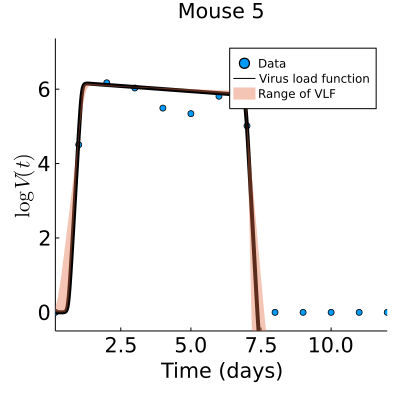 Mouse 5
Data
Virus load function
Range of VLF
log V(t)
6
4
2
0
2.5 5.0 7.5 10.0
Time (days)